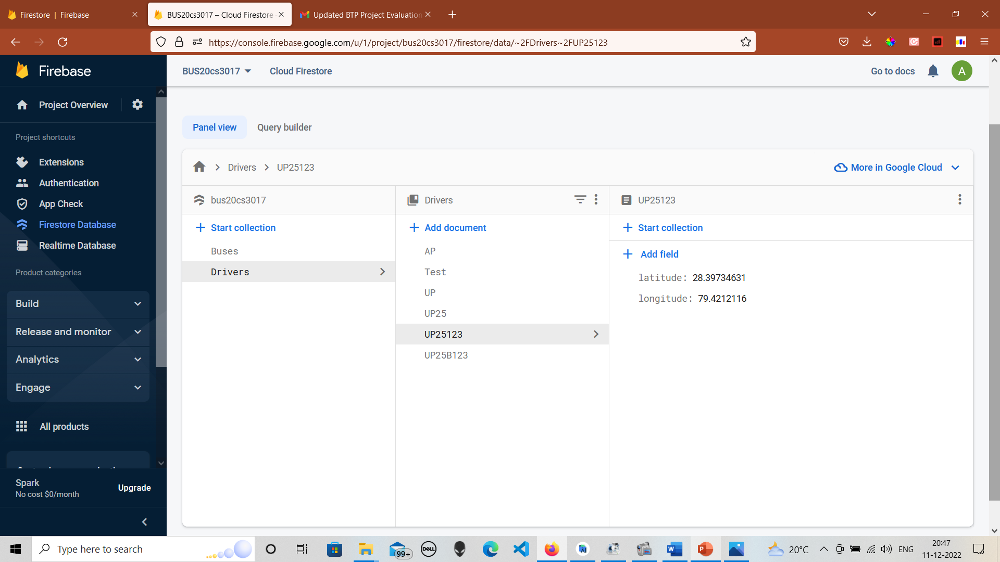 Firestore | Firebase
BUS20cs3017 – Cloud Firestore
Updated BTP Project Evaluation
https://console.firebase.google.com/u/1/project/bus20cs3017/firestore/data/~2FDrivers~2FUP25123
Firebase
BUS20cs3017
Cloud Firestore
Go to docs
A
Project Overview
Project shortcuts
Extensions
Authentication
App Check
Firestore Database
Realtime Database
Product categories
Build
Release and monitor
Analytics
Engage
All products
Spark
No cost $0/month
Upgrade
Panel view
Query builder
Drivers
UP25123
More in Google Cloud
bus20cs3017
Start collection
Buses
Drivers
Drivers
Add document
AP
Test
UP
UP25
UP25123
UP25B123
UP25123
Start collection
Add field
latitude: 28.39734631
longitude: 79.4212116
Type here to search
99+
DELL
20°C
ENG
20:47
11-12-2022